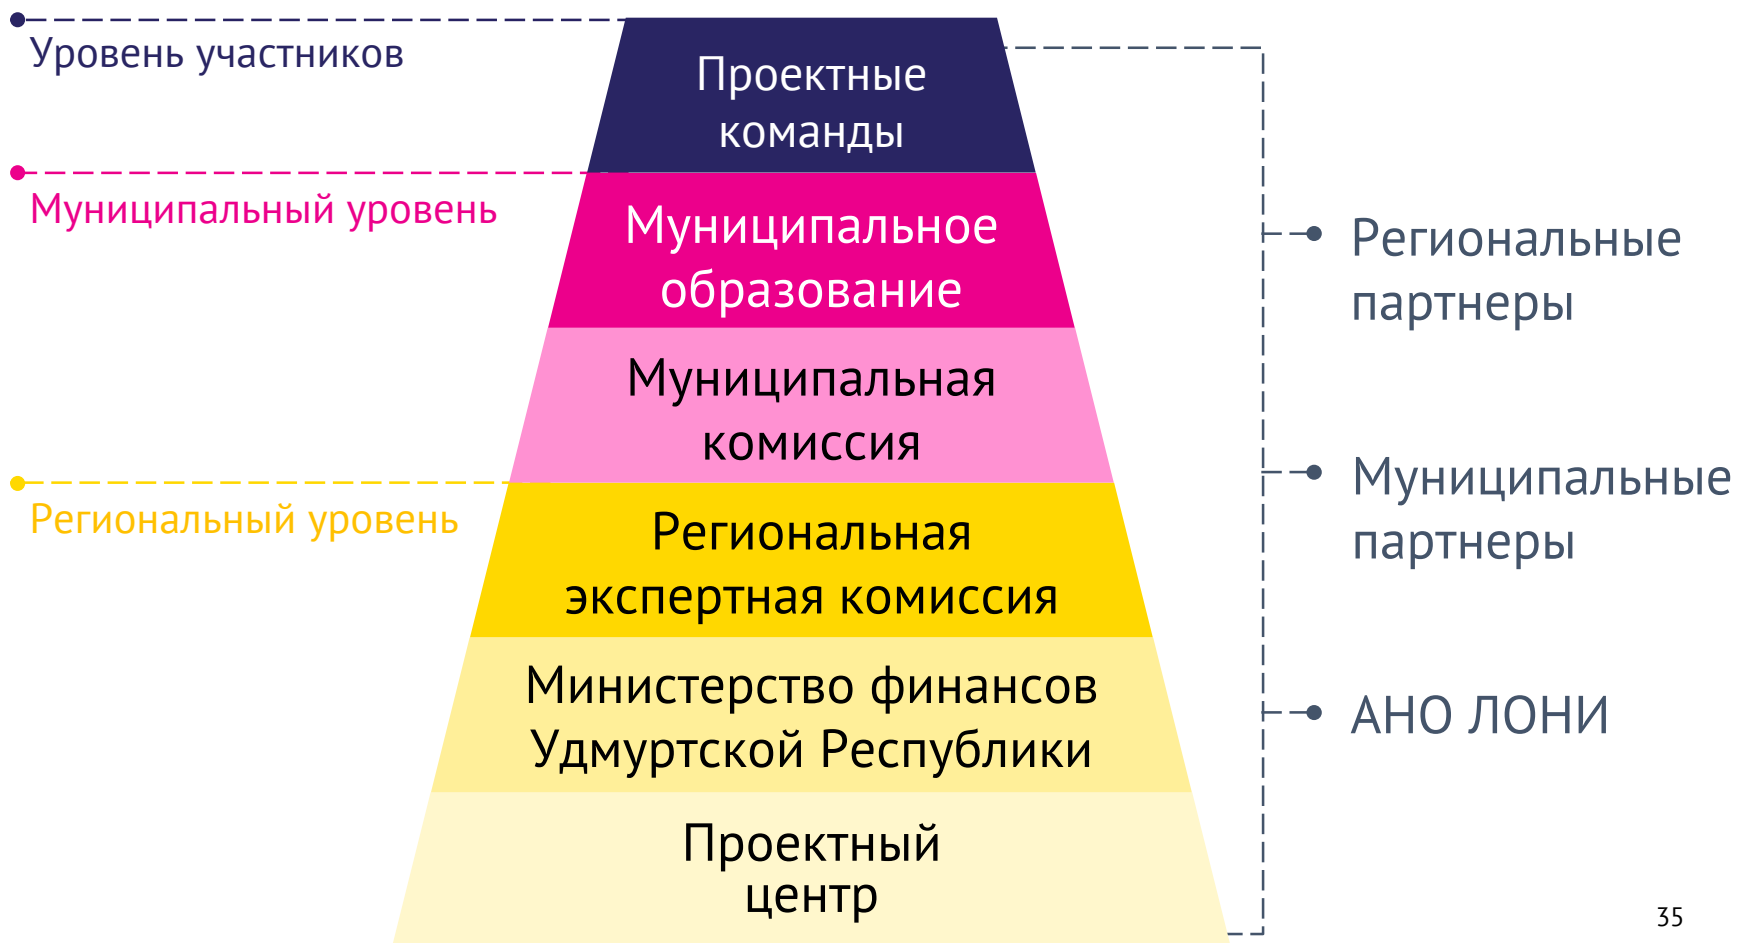 Уровень участников
Проектные
команды
Муниципальный уровень
Муниципальное
образование
Муниципальная
комиссия
Региональный уровень
Региональная
экспертная комиссия
Министерство финансов
Удмуртской Республики
Проектный
центр
Региональные
партнеры
Муниципальные
партнеры
АНО ЛОНИ
35